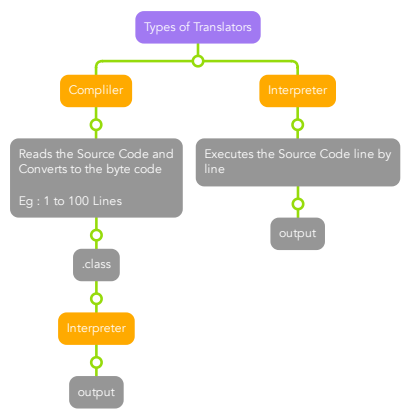 Types of Translators
Compliler
Interpreter
Reads the Source Code and
Converts to the byte code
Eg : 1 to 100 Lines
Executes the Source Code line by
line
output
.class
Interpreter
output